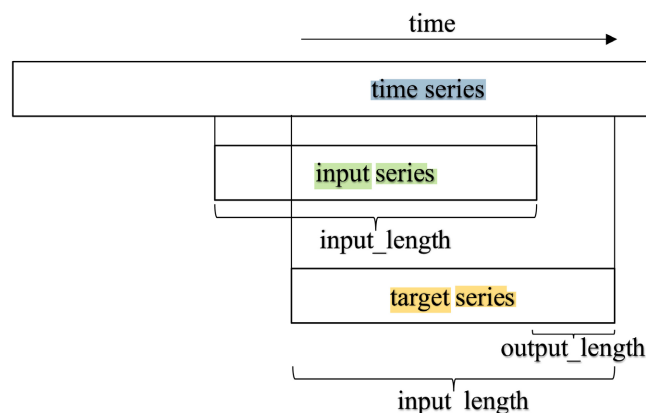 time
time series
input series
input_length
target series
output_length
input_length